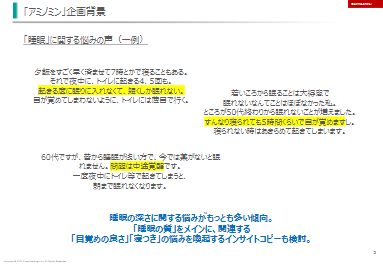 「アミノミン」企画背景
「睡眠」に関する悩みの声(一例)
夕飯をすごく早く済ませて7時とかで寝ることもある。
それで夜中に、トイレに起きる4、5回も。
起きる度に眠りに入れなくて、短くしか眠れない。
目が覚めてしまわないように、トイレには薄目で行く。
若いころから眠ることは大得意で
眠れないなんてことはほぼなかった私。
ところが50代終わりから眠れないことが増えました。
すんなり寝られても5時間くらいで目が覚めますし。
寝られない時はあきらめて起きてしまいます。
60代ですが、昔から睡眠が浅い方で、今では薬がないと眠
れません。問題は中途覚醒です。
一度夜中にトイレ等で起きてしまうと、
朝まで眠れなくなります。
睡眠の深さに関する悩みがもっとも多い傾向。
「睡眠の質」をメインに、関連する
「目覚めの良さ」「寝つき」の悩みを喚起するインサイトコピーも検討。